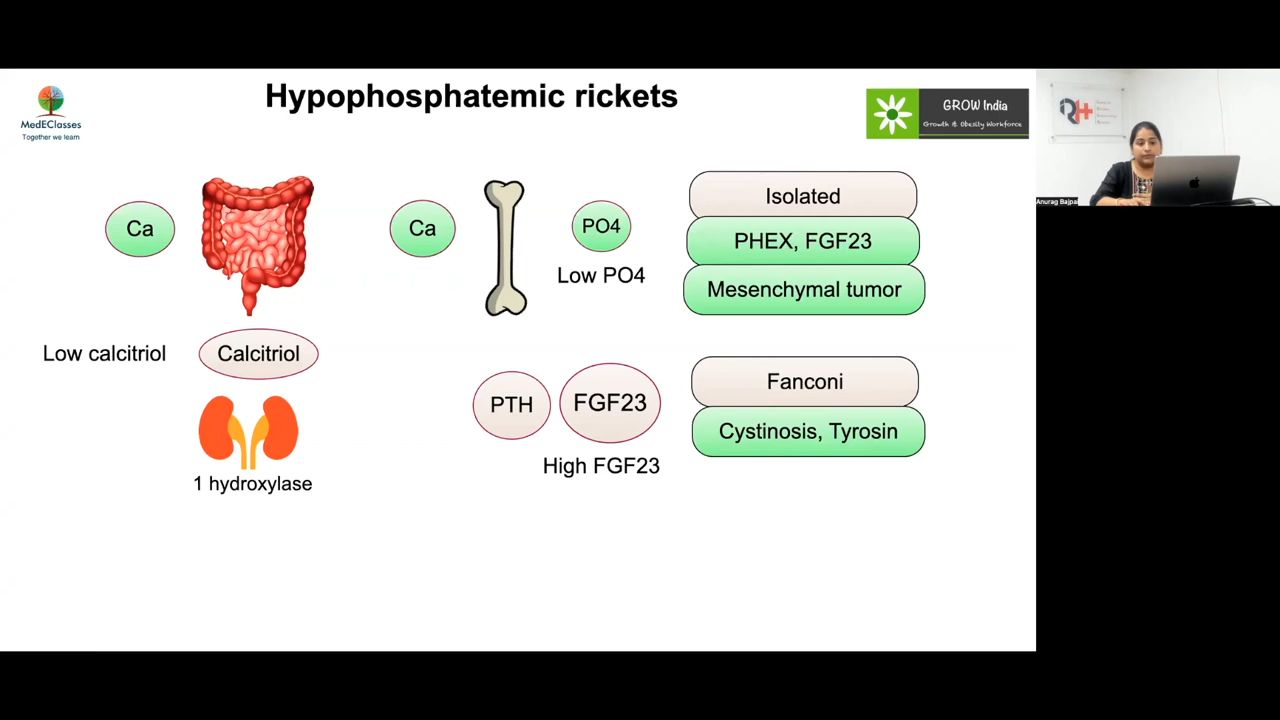 Hypophosphatemic rickets
MedEClasses
Together we learn
GROW India
Growth & Obesity Workforce
Anurag Bajpai
Ca
Ca
PO4
Low PO4
Isolated
PHEX, FGF23
Mesenchymal tumor
Low calcitriol
Calcitriol
1 hydroxylase
PTH
FGF23
High FGF23
Fanconi
Cystinosis, Tyrosin